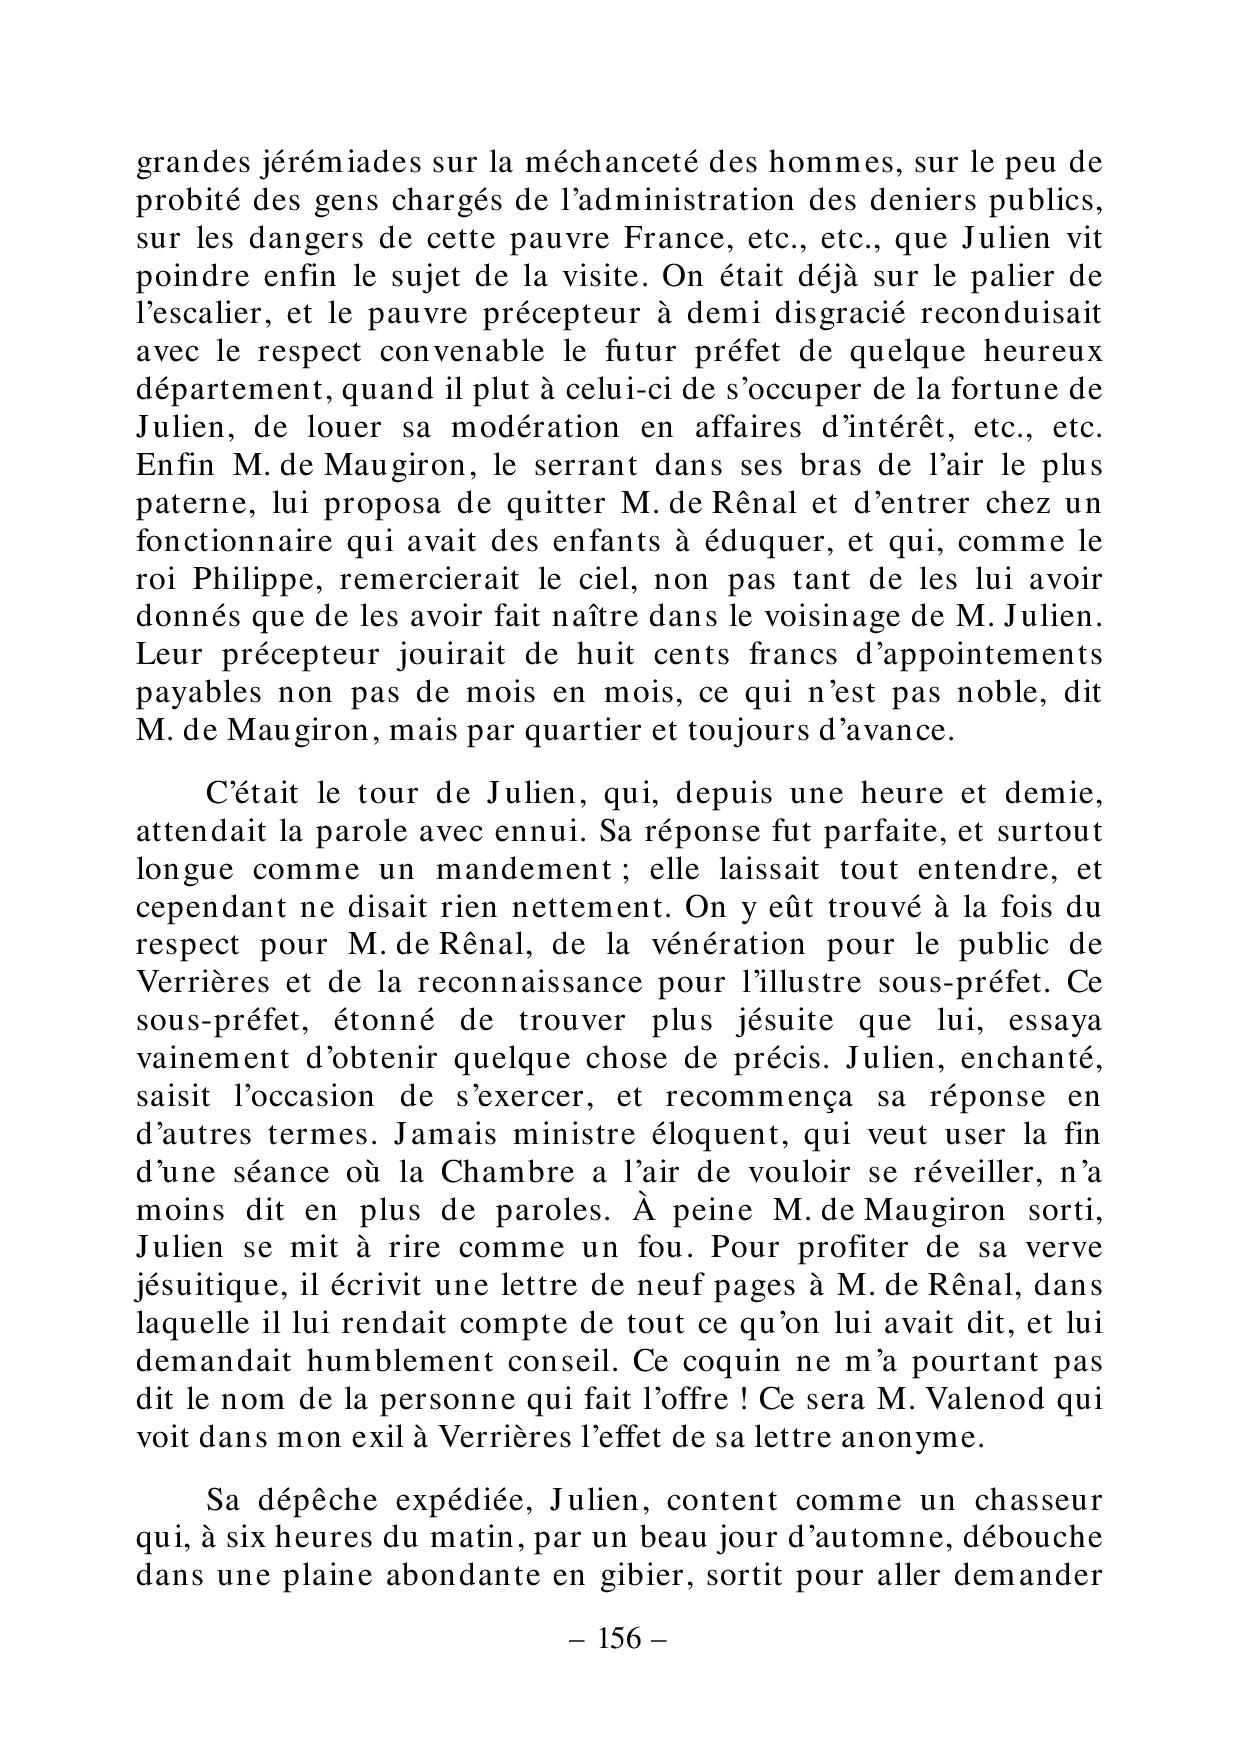 grandes jérémiades sur la méchanceté des hommes, sur le peu de
probité des gens chargés de l’administration des deniers publics,
sur les dangers de cette pauvre France, etc., etc., que Julien vit
poindre enfin le sujet de la visite. On était déjà sur le palier de
l’escalier, et le pauvre précepteur à demi disgracié reconduisait
avec le respect convenable le futur préfet de quelque heureux
département, quand il plut à celui-ci de s’occuper de la fortune de
Julien, de louer sa modération en affaires d’intérêt, etc., etc.
Enfin M. de Maugiron, le serrant dans ses bras de l’air le plus
paterne, lui proposa de quitter M. de Rênal et d’entrer chez un
fonctionnaire qui avait des enfants à éduquer, et qui, comme le
roi Philippe, remercierait le ciel, non pas tant de les lui avoir
donnés que de les avoir fait naître dans le voisinage de M. Julien.
Leur précepteur jouirait de huit cents francs d’appointements
payables non pas de mois en mois, ce qui n’est pas noble, dit
M. de Maugiron, mais par quartier et toujours d’avance.
C’était le tour de Julien, qui, depuis une heure et demie,
attendait la parole avec ennui. Sa réponse fut parfaite, et surtout
longue comme un mandement ; elle laissait tout entendre, et
cependant ne disait rien nettement. On y eût trouvé à la fois du
respect pour M. de Rênal, de la vénération pour le public de
Verrières et de la reconnaissance pour l’illustre sous-préfet. Ce
sous-préfet, étonné de trouver plus jésuite que lui, essaya
vainement d’obtenir quelque chose de précis. Julien, enchanté,
saisit l’occasion de s’exercer, et recommença sa réponse en
d’autres termes. Jamais ministre éloquent, qui veut user la fin
d’une séance où la Chambre a l’air de vouloir se réveiller, n’a
moins dit en plus de paroles. À peine M. de Maugiron sorti,
Julien se mit à rire comme un fou. Pour profiter de sa verve
jésuitique, il écrivit une lettre de neuf pages à M. de Rênal, dans
laquelle il lui rendait compte de tout ce qu’on lui avait dit, et lui
demandait humblement conseil. Ce coquin ne m’a pourtant pas
dit le nom de la personne qui fait l’offre ! Ce sera M. Valenod qui
voit dans mon exil à Verrières l’effet de sa lettre anonyme.
Sa dépêche expédiée, Julien, content comme un chasseur
qui, à six heures du matin, par un beau jour d’automne, débouche
dans une plaine abondante en gibier, sortit pour aller demander
– 156 –